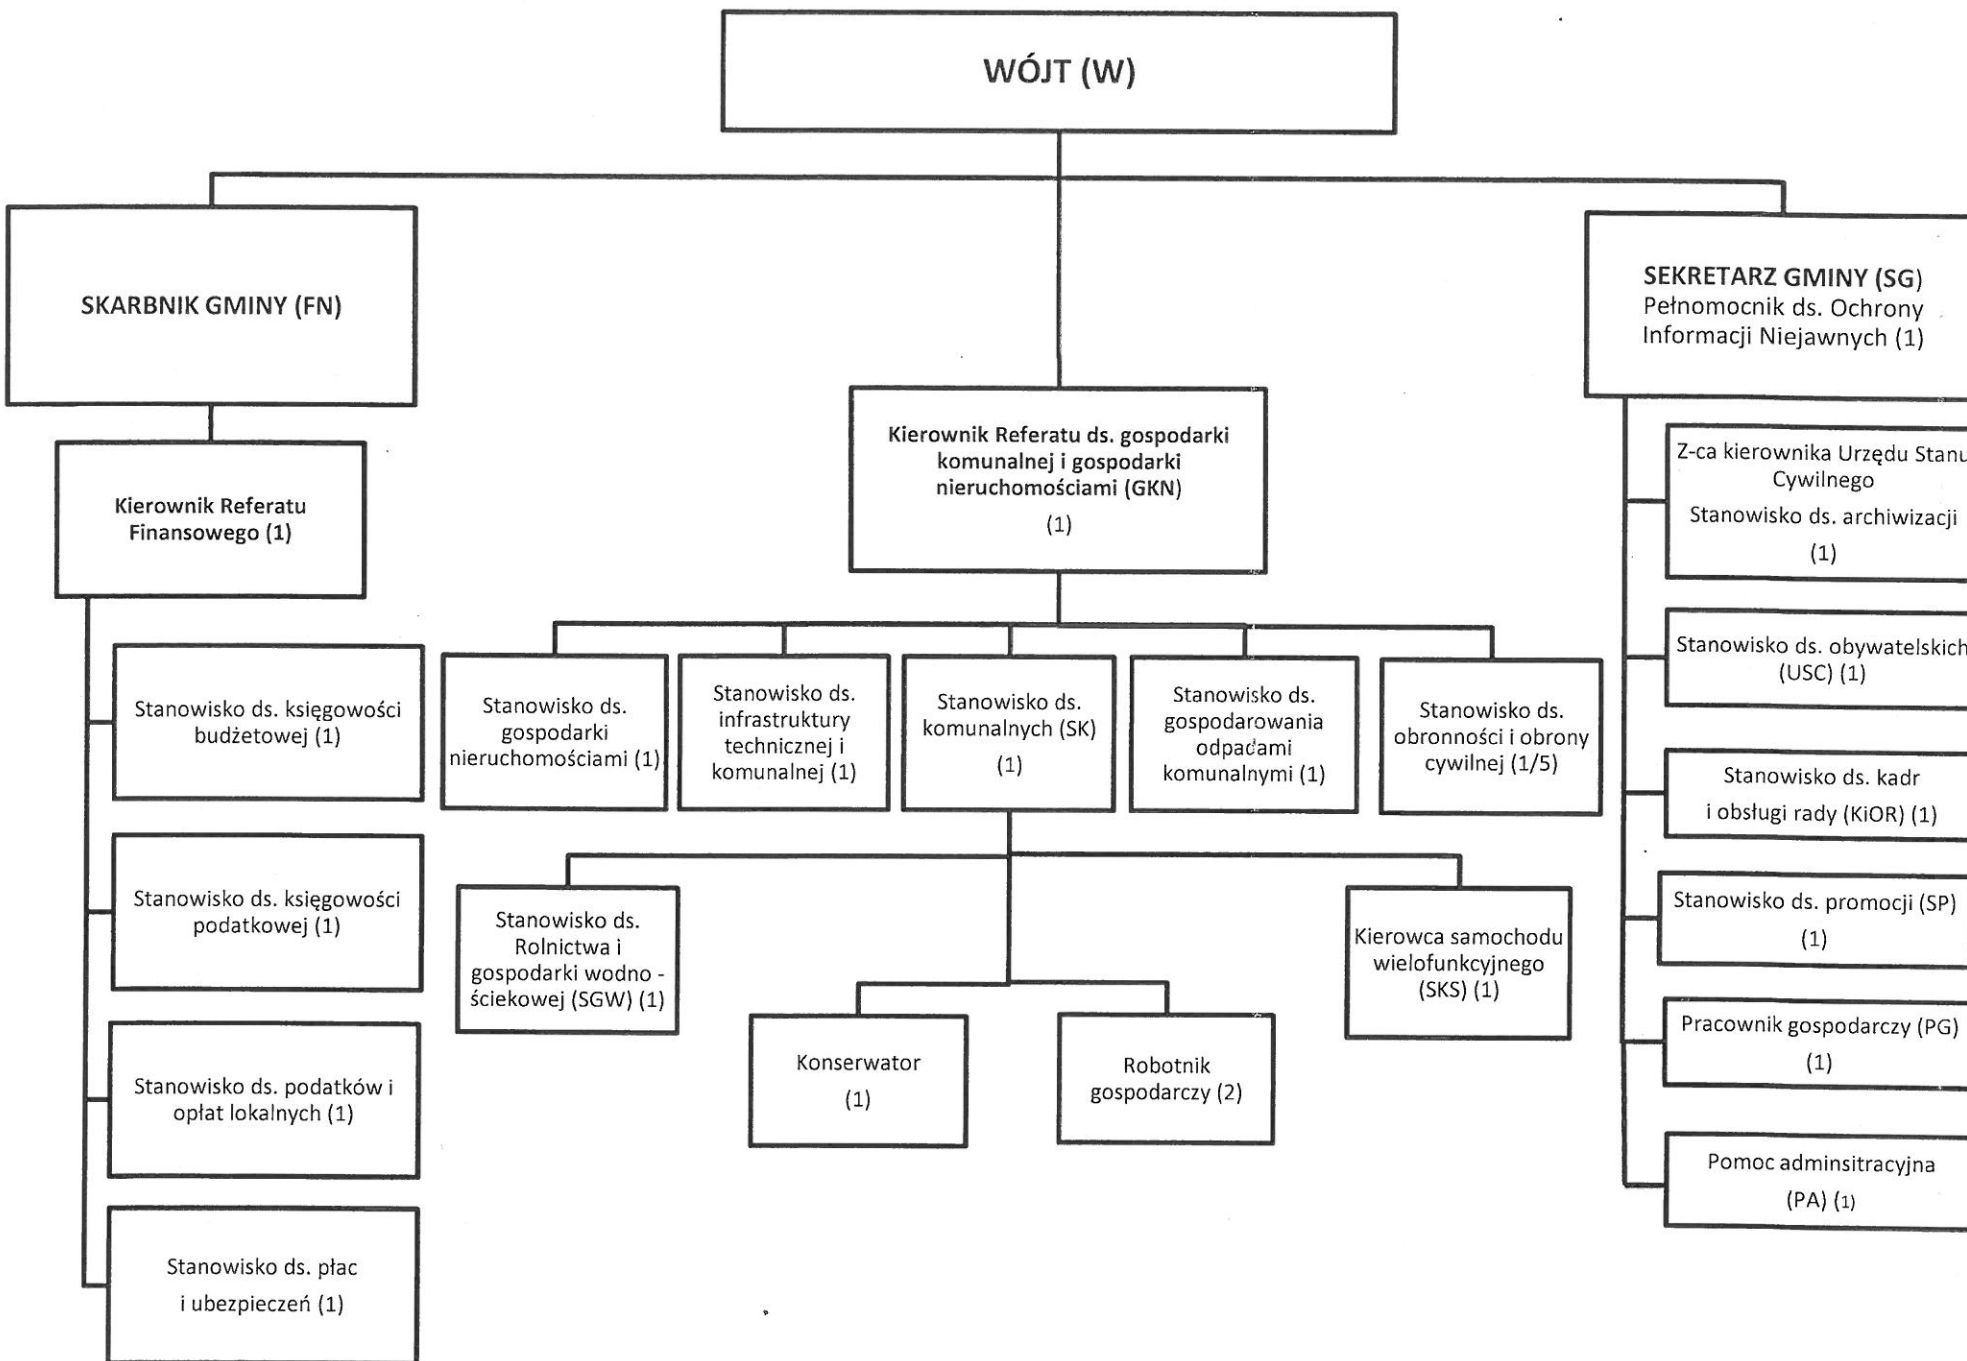 WÓJT (W)
SKARBNIK GMINY (FN)
SEKRETARZ GMINY (SG)
Pełnomocnik ds. Ochrony
Informacji Niejawnych (1)
Kierownik Referatu
Finansowego (1)
Stanowisko ds. księgowości
budżetowej (1)
Stanowisko ds. księgowości
podatkowej (1)
Stanowisko ds. podatków i
opłat lokalnych (1)
Stanowisko ds. płac
i ubezpieczeń (1)
Kierownik Referatu ds. gospodarki
komunalnej i gospodarki
nieruchomościami (GKN)
(1)
Stanowisko ds.
gospodarki
nieruchomościami (1)
Stanowisko ds.
infrastruktury
technicznej i
komunalnej (1)
Stanowisko ds.
komunalnych (SK)
(1)
Stanowisko ds.
gospodarowania
odpadami
komunalnymi (1)
Stanowisko ds.
obronności i obrony
cywilnej (1/5)
Stanowisko ds.
Rolnictwa i
gospodarki wodno -
ściekowej (SGW) (1)
Konserwator
(1)
Robotnik
gospodarczy (2)
Kierowca samochodu
wielofunkcyjnego
(SKS) (1)
Z-ca kierownika Urzędu Stanu
Cywilnego
Stanowisko ds. archiwizacji
(1)
Stanowisko ds. obywatelskich
(USC) (1)
Stanowisko ds. kadr
i obsługi rady (KiOR) (1)
Stanowisko ds. promocji (SP)
(1)
Pracownik gospodarczy (PG)
(1)
Pomoc adminsitracyjna
(PA) (1)